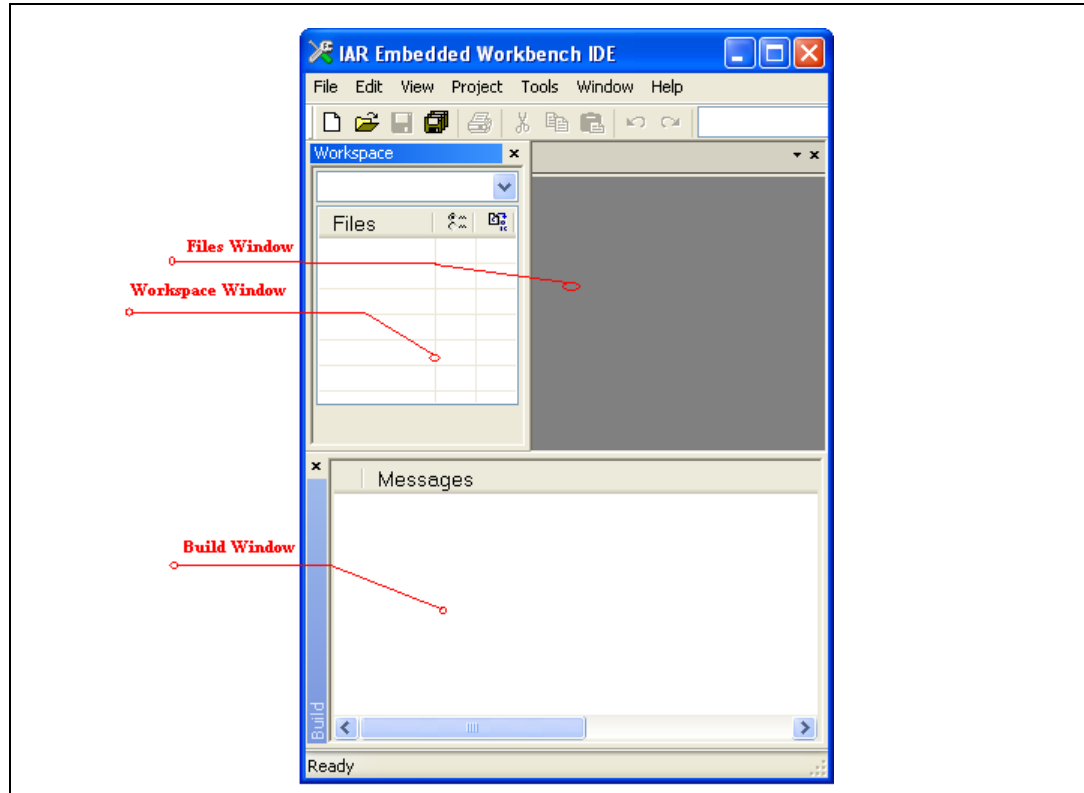 IAR Embedded Workbench IDE
File Edit View Project Tools Window Help
Workspace
Files
Files Window
Workspace Window
Messages
Build Window
Build
Ready